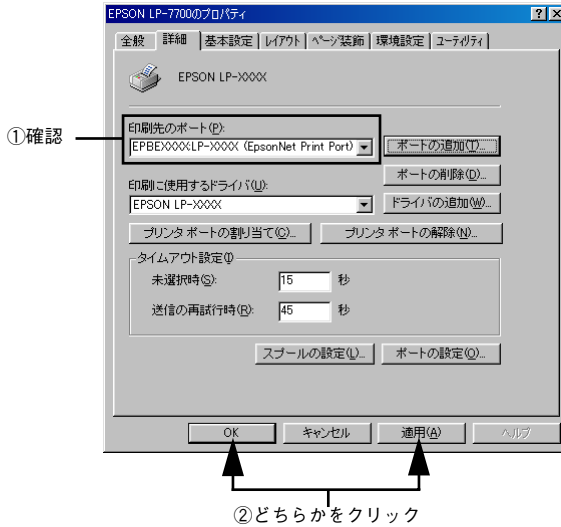 EPSON LP-7700のプロパティ
全般 詳細 基本設定 レイアウト ページ装飾 環境設定 ユーティリティ
EPSON LP-XXXX
①確認
印刷先のポート(P):
EPBEXXXX:LP-XXXX (EpsonNet Print Port) ポートの追加(T)...
ポートの削除(D)...
印刷に使用するドライバ(U):
EPSON LP-XXXX ドライバの追加(W)...
プリンタ ポートの割り当て(C)... プリンタ ポートの解除(N)...
タイムアウト設定(I)
未選択時(S): 15 秒
送信の再試行時(R): 45 秒
スプールの設定(L)... ポートの設定(O)...
OK キャンセル 適用(A) ヘルプ
②どちらかをクリック